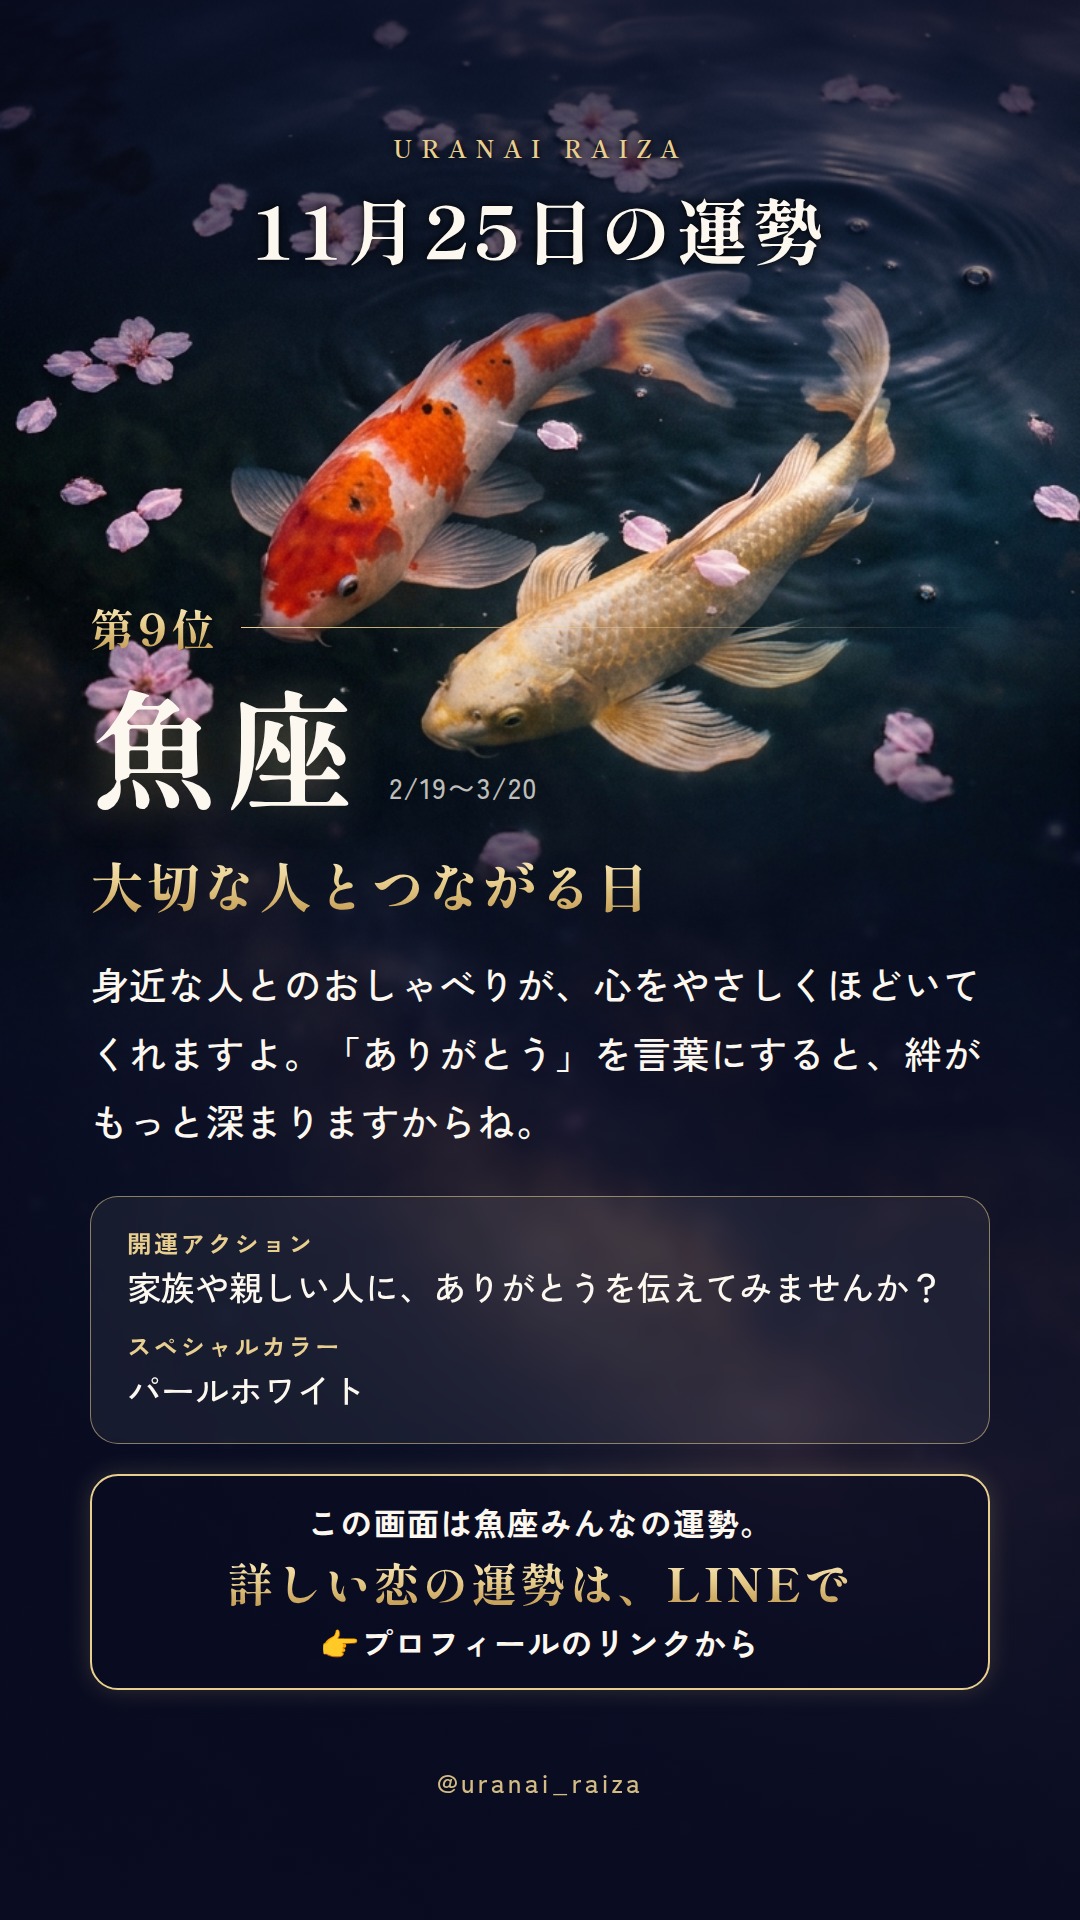 URANAI RAIZA
11月25日の運勢
第9位
魚座 2/19〜3/20
大切な人とつながる日
身近な人とのおしゃべりが、心をやさしくほどいて
くれますよ。「ありがとう」を言葉にすると、絆が
もっと深まりますからね。
開運アクション
家族や親しい人に、ありがとうを伝えてみませんか？
スペシャルカラー
パールホワイト
この画面は魚座みんなの運勢。
詳しい恋の運勢は、LINEで
👉プロフィールのリンクから
@uranai_raiza